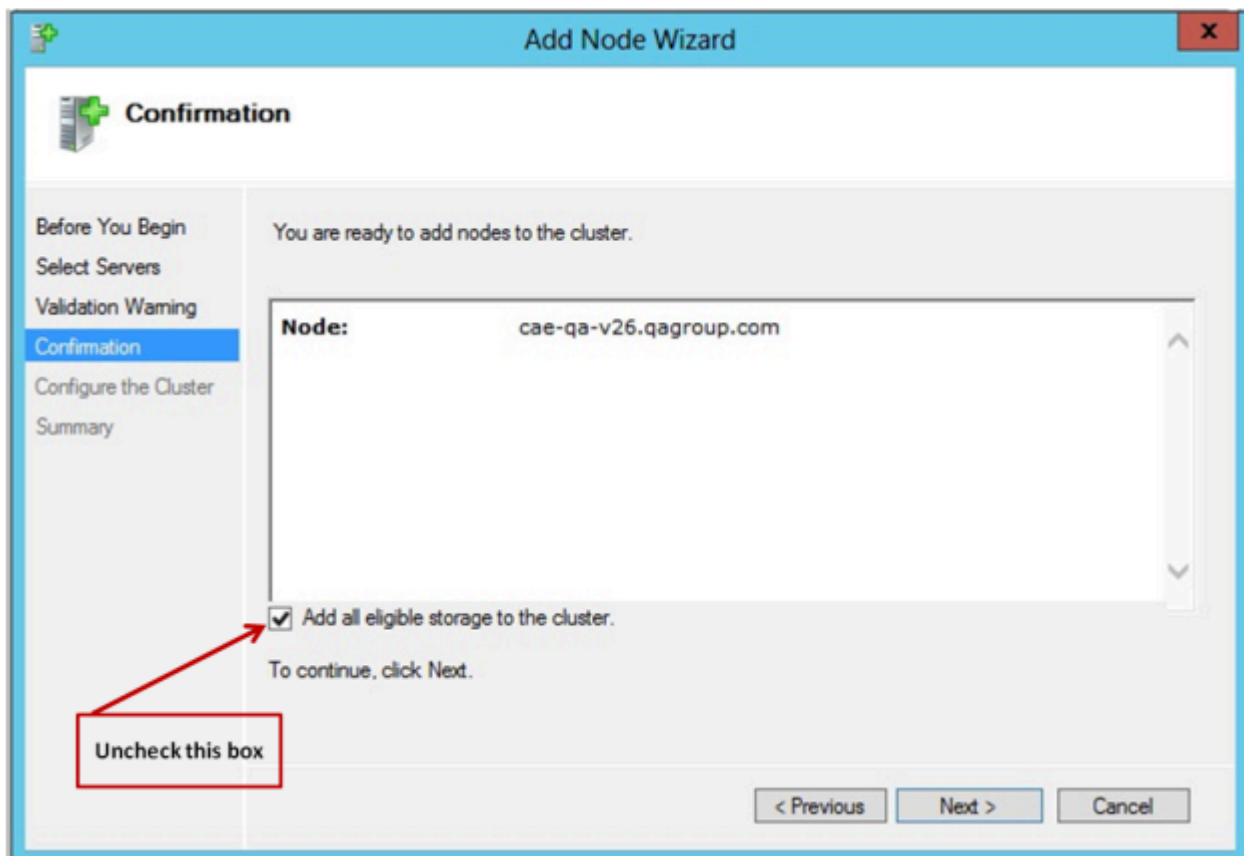 Add Node Wizard
x
Confirmation
Before You Begin
Select Servers
Validation Warning
Confirmation
Configure the Cluster
Summary
You are ready to add nodes to the cluster.
Node: cae-qa-v26.qagroup.com
Add all eligible storage to the cluster.
To continue, click Next.
Uncheck this box
< Previous Next > Cancel